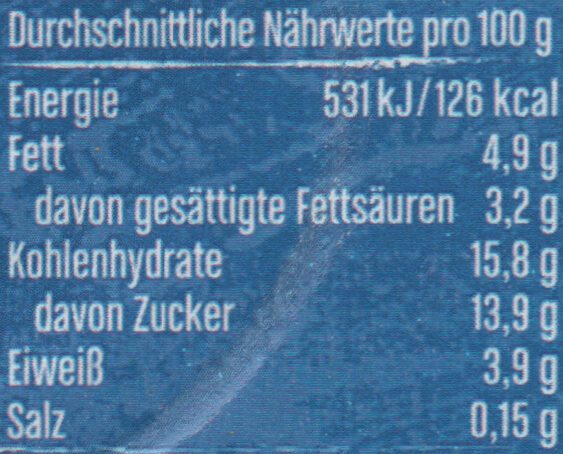 Durchschnittliche Nährwerte pro 100 g
Energie 531 kJ/126 kcal
Fett 4,9 g
davon gesättigte Fettsäuren 3,2 g
Kohlenhydrate 15,8 g
davon Zucker 13,9 g
Eiweiß 3,9 g
Salz 0,15 g